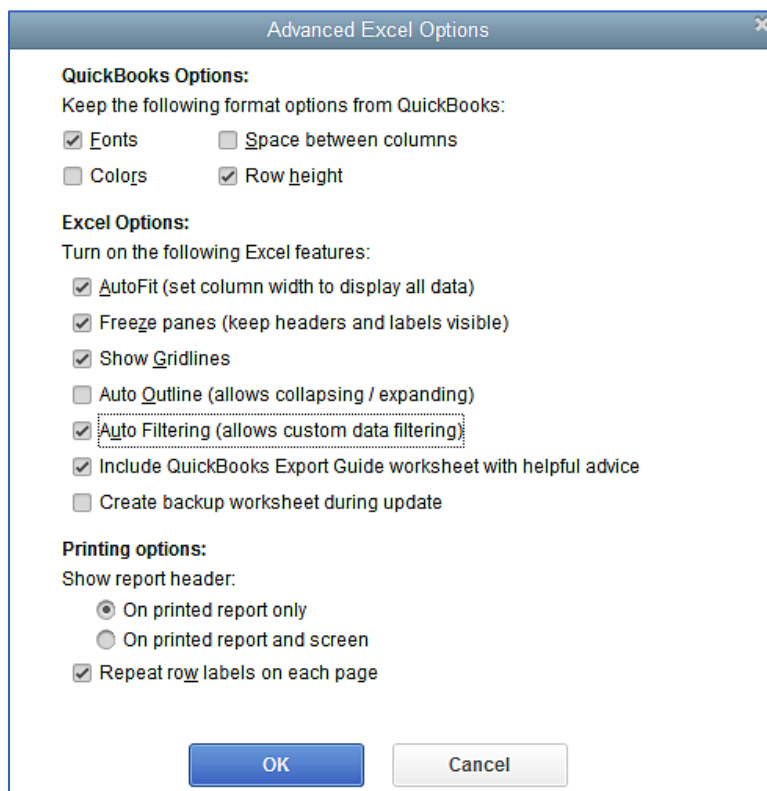 Advanced Excel Options
QuickBooks Options:
Keep the following format options from QuickBooks:
Fonts Space between columns
Colors Row height
Excel Options:
Turn on the following Excel features:
AutoFit (set column width to display all data)
Freeze panes (keep headers and labels visible)
Show Gridlines
Auto Outline (allows collapsing / expanding)
Auto Filtering (allows custom data filtering)
Include QuickBooks Export Guide worksheet with helpful advice
Create backup worksheet during update
Printing options:
Show report header:
On printed report only
On printed report and screen
Repeat row labels on each page
OK Cancel